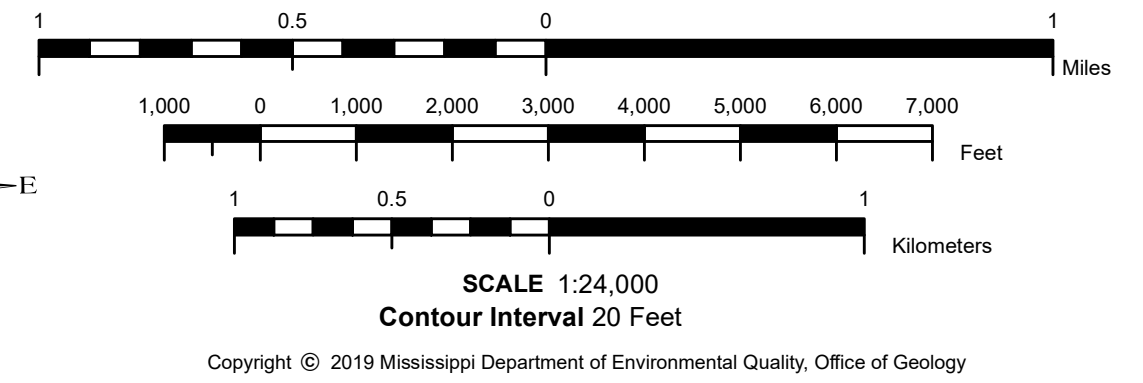 1 0.5 0 1
Miles
1,000 0 1,000 2,000 3,000 4,000 5,000 6,000 7,000
Feet
E
1 0.5 0 1
Kilometers
SCALE 1:24,000
Contour Interval 20 Feet
Copyright © 2019 Mississippi Department of Environmental Quality, Office of Geology